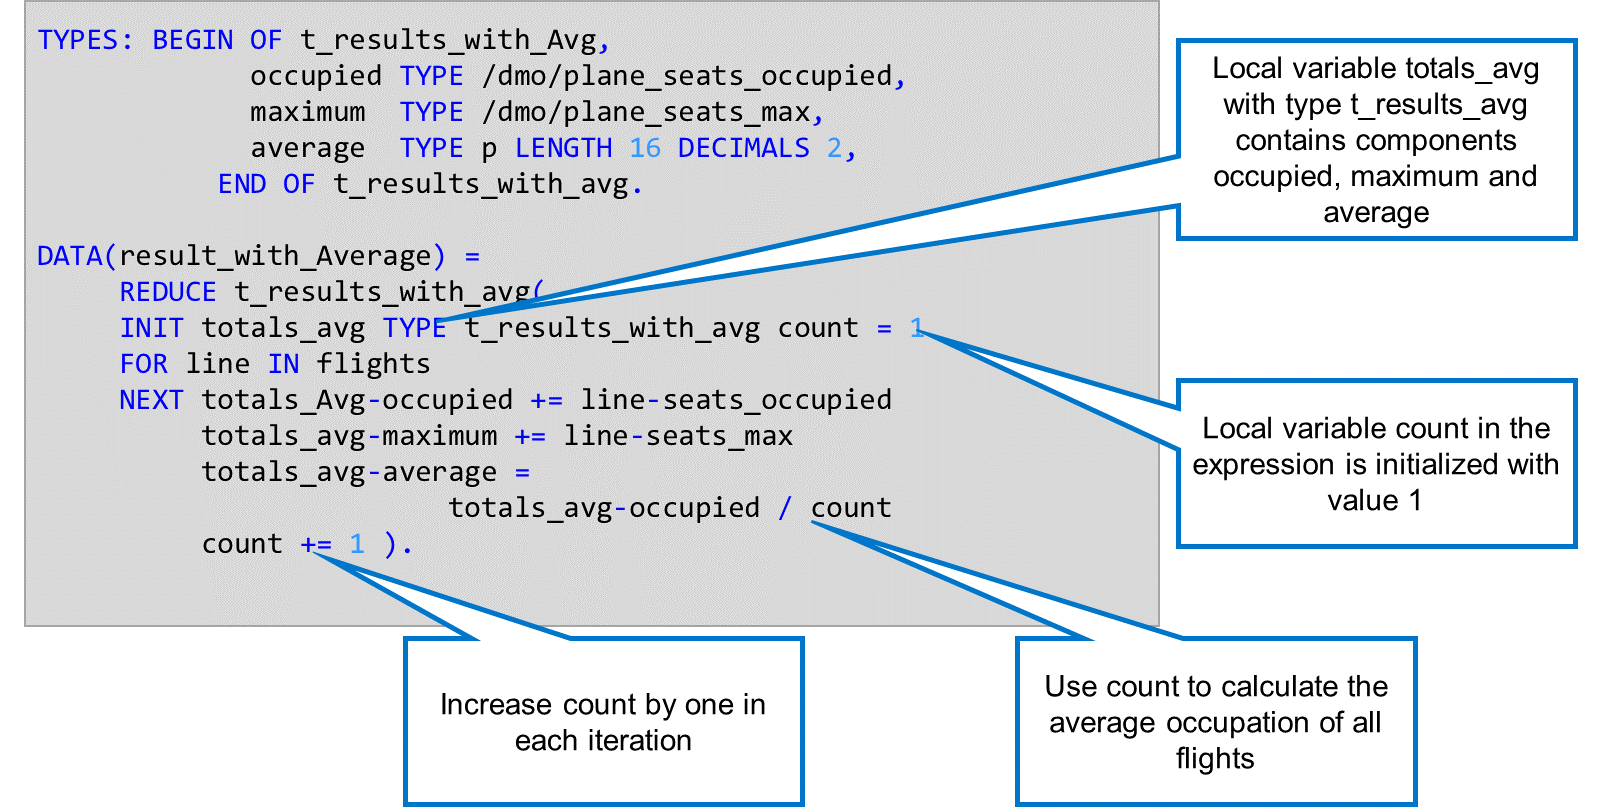 TYPES: BEGIN OF t_results_with_Avg,
occupied TYPE /dmo/plane_seats_occupied,
maximum TYPE /dmo/plane_seats_max,
average TYPE p LENGTH 16 DECIMALS 2,
END OF t_results_with_avg.
DATA(result_with_Average) =
REDUCE t_results_with_avg(
INIT totals_avg TYPE t_results_with_avg count = 1
FOR line IN flights
NEXT totals_Avg-occupied += line-seats_occupied
totals_avg-maximum += line-seats_max
totals_avg-average =
totals_avg-occupied / count
count += 1 ).
Local variable totals_avg
with type t_results_avg
contains components
occupied, maximum and
average
Local variable count in the
expression is initialized with
value 1
Increase count by one in
each iteration
Use count to calculate the
average occupation of all
flights